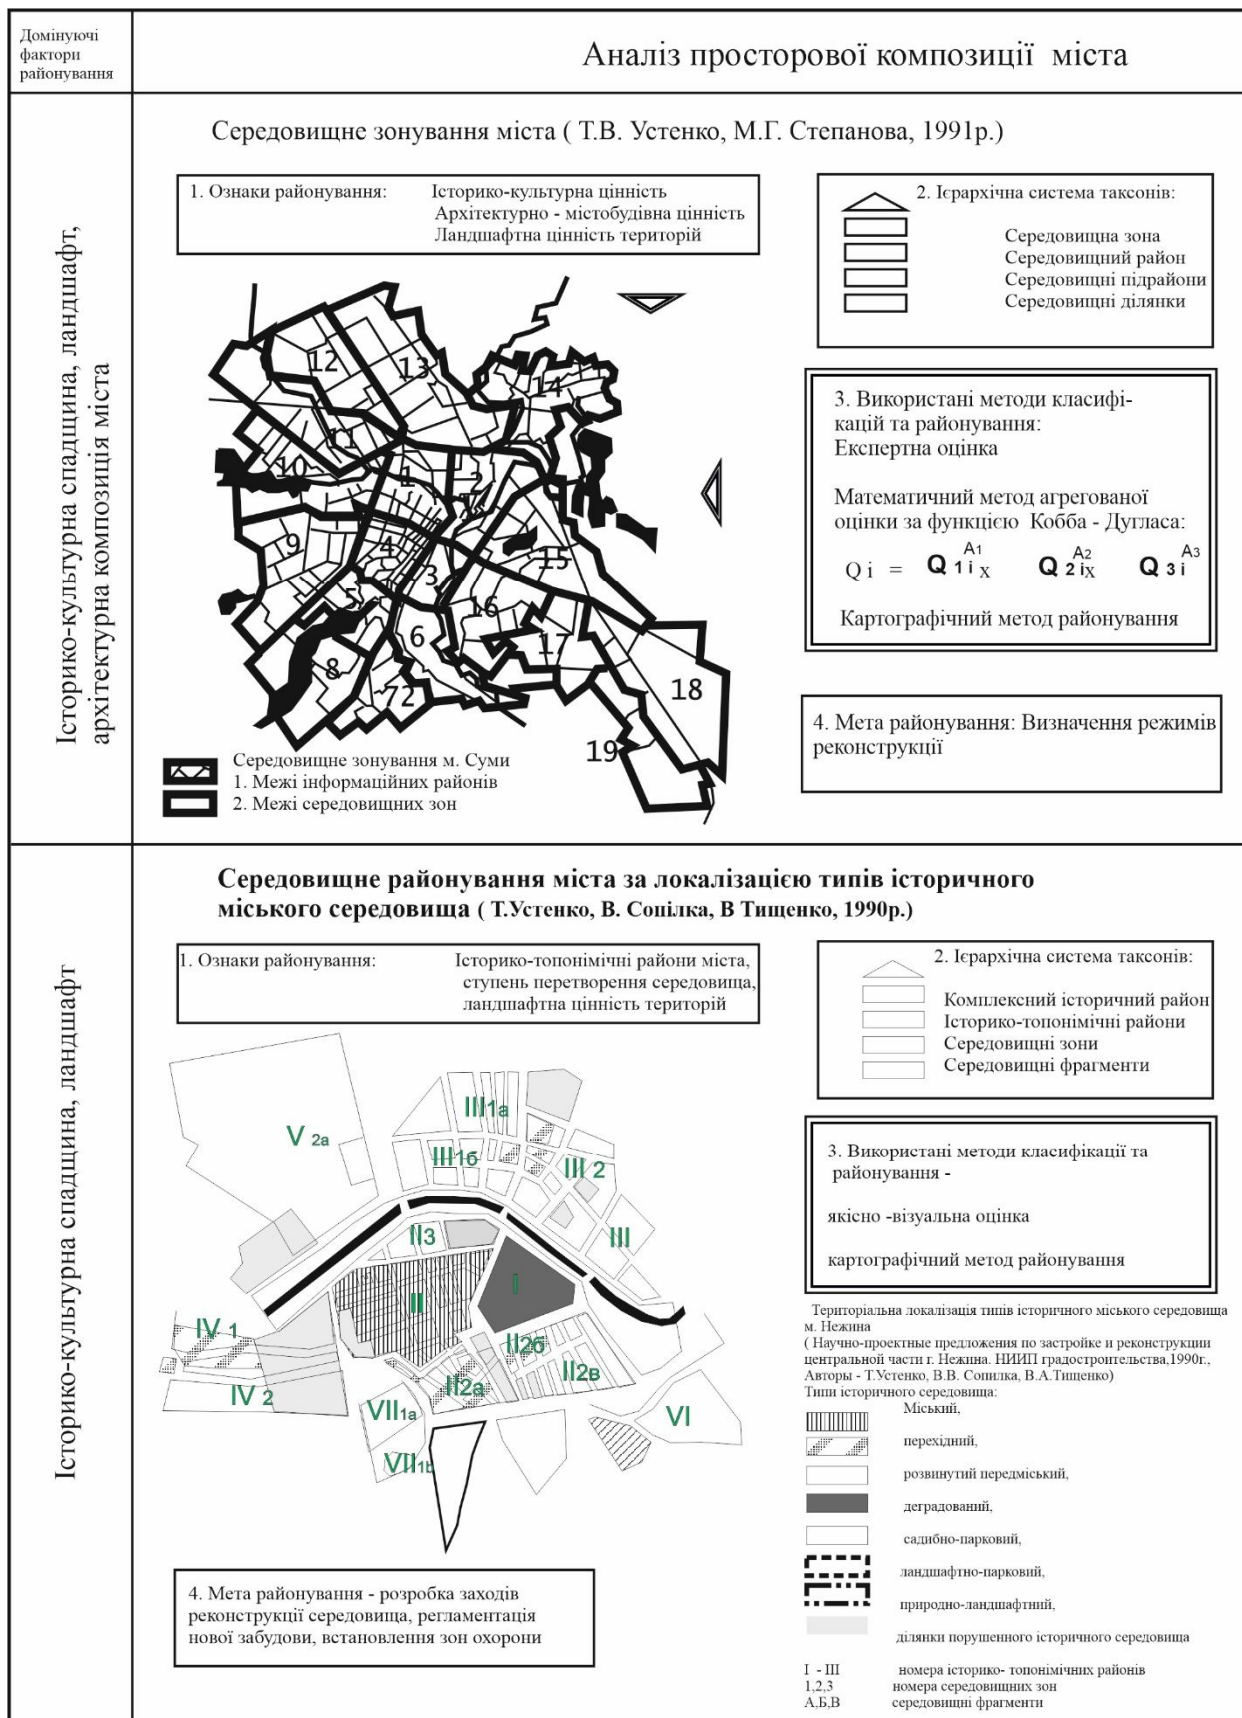 Домінуючі
фактори
районування
Аналіз просторової композиції міста
Історико-культурна спадщина, ландшафт,
архітектурна композиція міста
Середовищне зонування міста ( Т.В. Устенко, М.Г. Степанова, 1991р.)
1. Ознаки районування: Історико-культурна цінність
Архітектурно - містобудівна цінність
Ландшафтна цінність територій
2. Ієрархічна система таксонів:
Середовищна зона
Середовищний район
Середовищні підрайони
Середовищні ділянки
12
13
14
11
10
1
2
9
4
15
3
5
16
6
17
8
72
18
19
3. Використані методи класифі-
кацій та районування:
Експертна оцінка
Математичний метод агрегованої
оцінки за функцією Кобба - Дугласа:
Q i = Q 1 i A1 x Q 2 i A2 x Q 3 i A3
Картографічний метод районування
4. Мета районування: Визначення режимів
реконструкції
Середовищне зонування м. Суми
1. Межі інформаційних районів
2. Межі середовищних зон
Історико-культурна спадщина, ландшафт
Середовищне районування міста за локалізацією типів історичного
міського середовища ( Т.Устенко, В. Сопілка, В Тищенко, 1990р.)
1. Ознаки районування: Історико-топонімічні райони міста,
ступень перетворення середовища,
ландшафтна цінність територій
2. Ієрархічна система таксонів:
Комплексний історичний район
Історико-топонімічні райони
Середовищні зони
Середовищні фрагменти
III1а
V 2а
III1б
III 2
III
II3
II
I
IV 1
IV 2
II2б
II2в
II2а
VII1а
VII1b
VI
3. Використані методи класифікації та
районування -
якісно -візуальна оцінка
картографічний метод районування
Територіальна локалізація типів історичного міського середовища
м. Нежина
( Научно-проектные предложения по застройке и реконструкции
центральной части г. Нежина. НИИП градостроительства,1990г.,
Авторы - Т.Устенко, В.В. Сопилка, В.А.Тищенко)
Типи історичного середовища:
Міський,
перехідний,
розвинутий передміський,
деградований,
садибно-парковий,
ландшафтно-парковий,
природно-ландшафтний,
ділянки порушенного історичного середовища
I - III номера історико- топонімічних районів
1,2,3 номера середовищних зон
А,Б,В середовищні фрагменти
4. Мета районування - розробка заходів
реконструкції середовища, регламентація
нової забудови, встановлення зон охорони